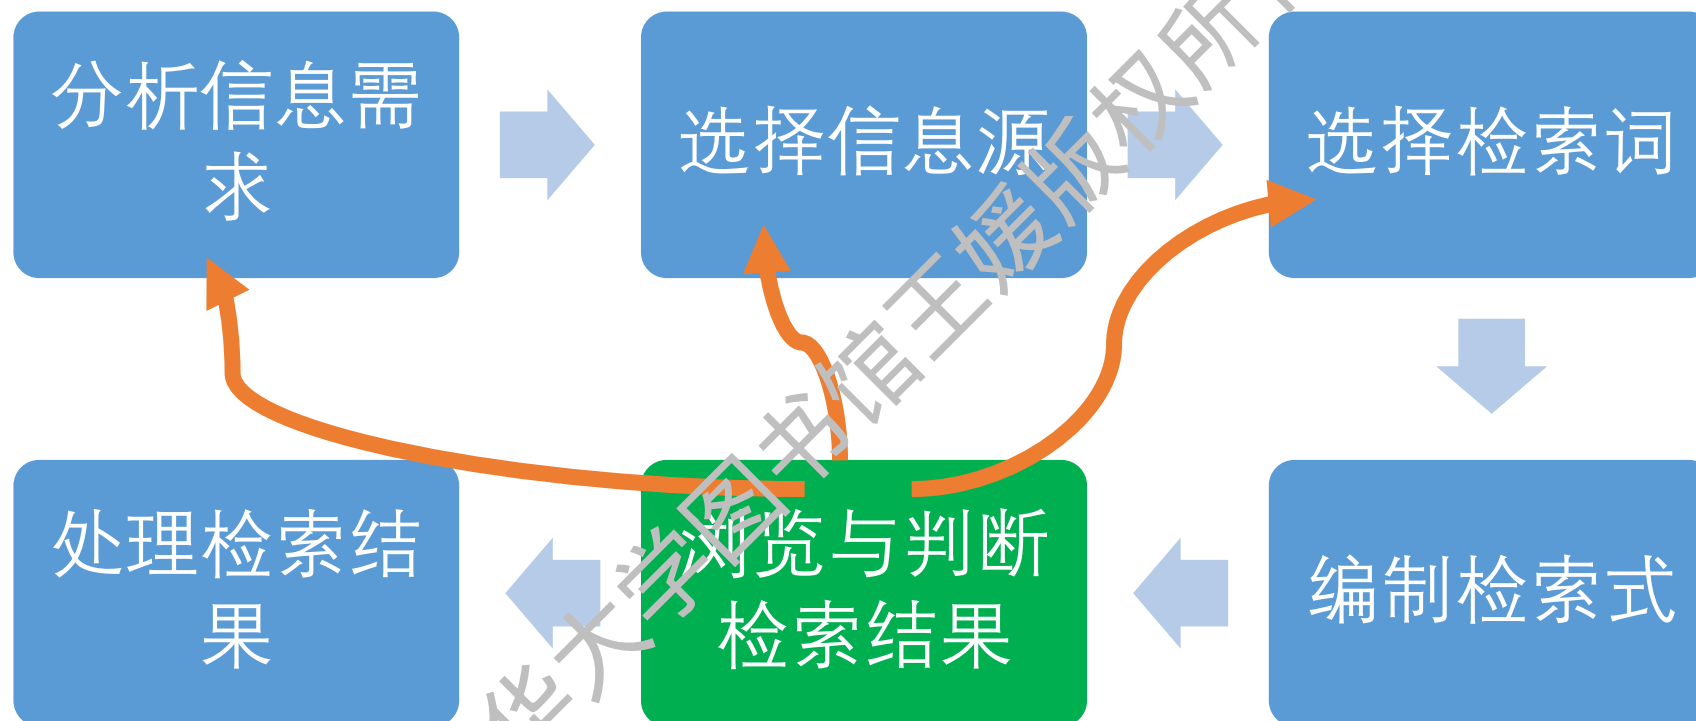 分析信息需
求
选择信息源
选择检索词
处理检索结
果
浏览与判断
检索结果
编制检索式
华大学图书馆王媛版权所